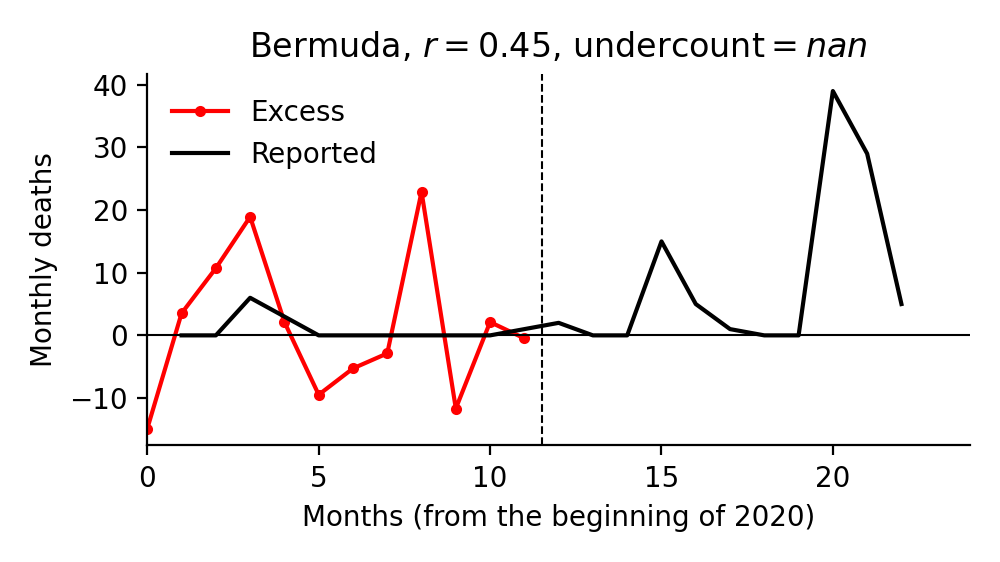 Bermuda, r = 0.45, undercount = nan
40
30
20
10
0
−10
Monthly deaths
Excess
Reported
0 5 10 15 20
Months (from the beginning of 2020)